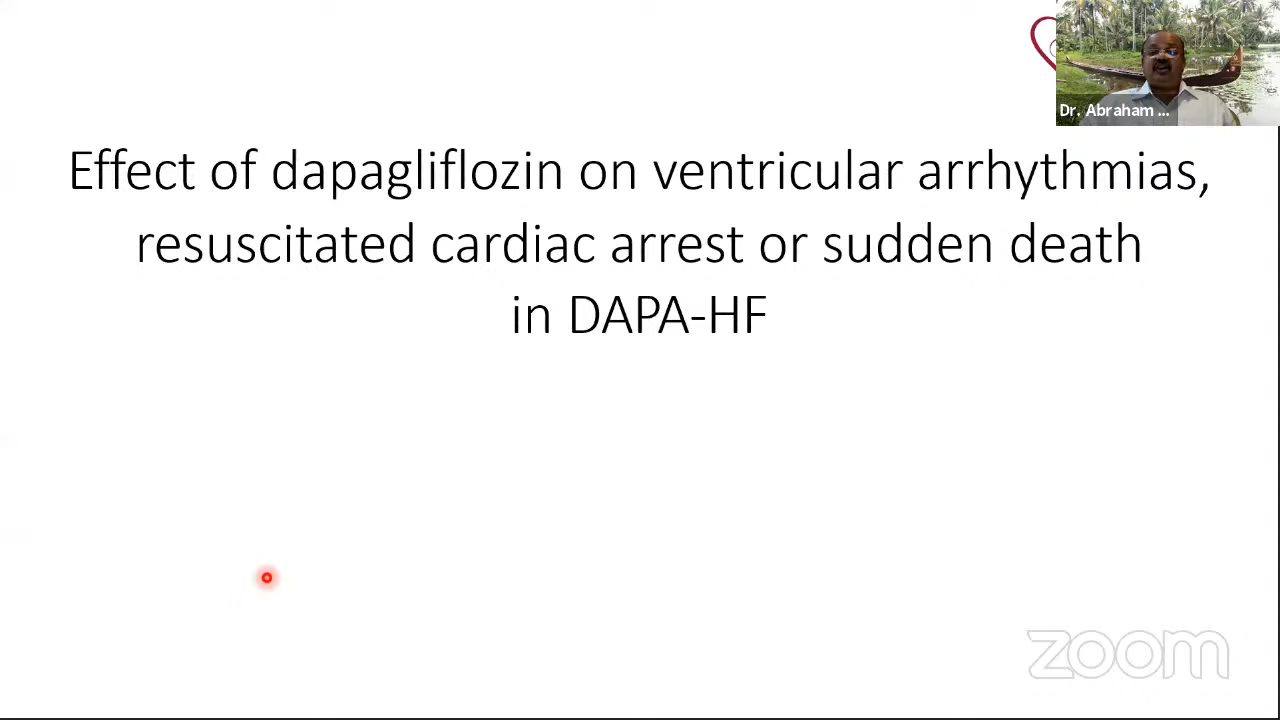 Dr. Abraham ...
Effect of dapagliflozin on ventricular arrhythmias,
resuscitated cardiac arrest or sudden death
in DAPA-HF
zoom